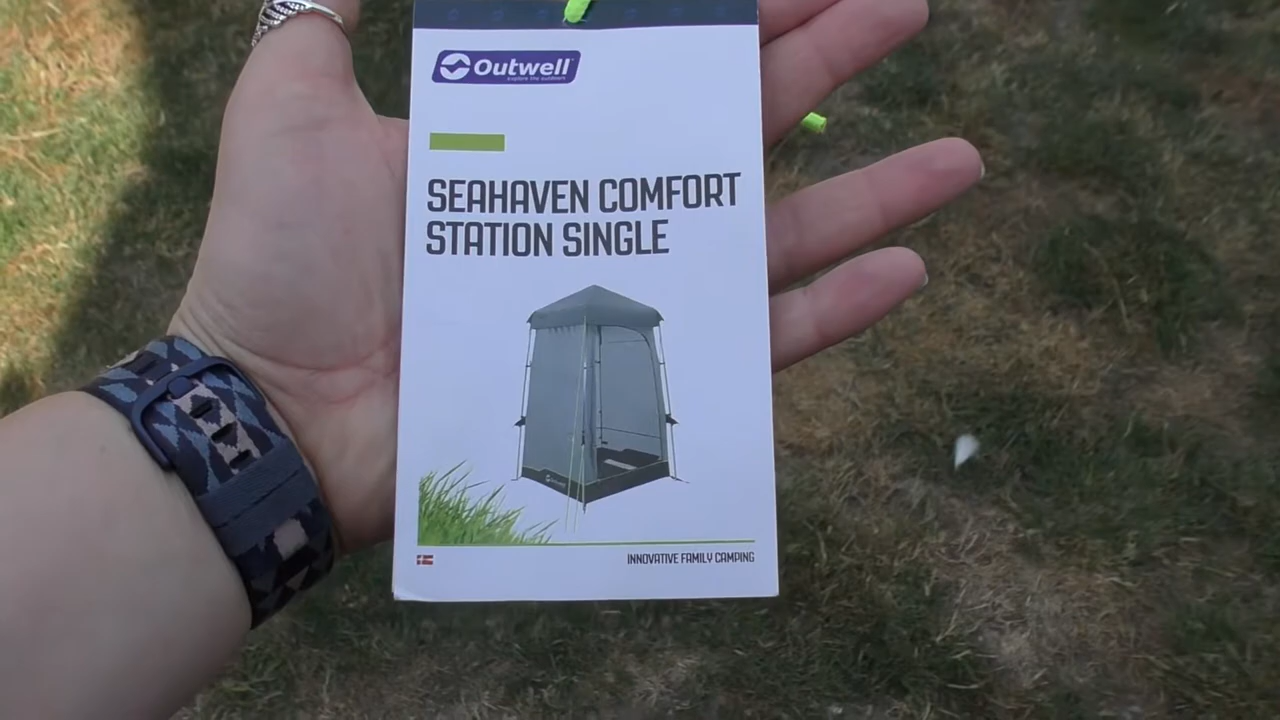 Outwell
explore the outdoors
SEAHAVEN COMFORT
STATION SINGLE
INNOVATIVE FAMILY CAMPING